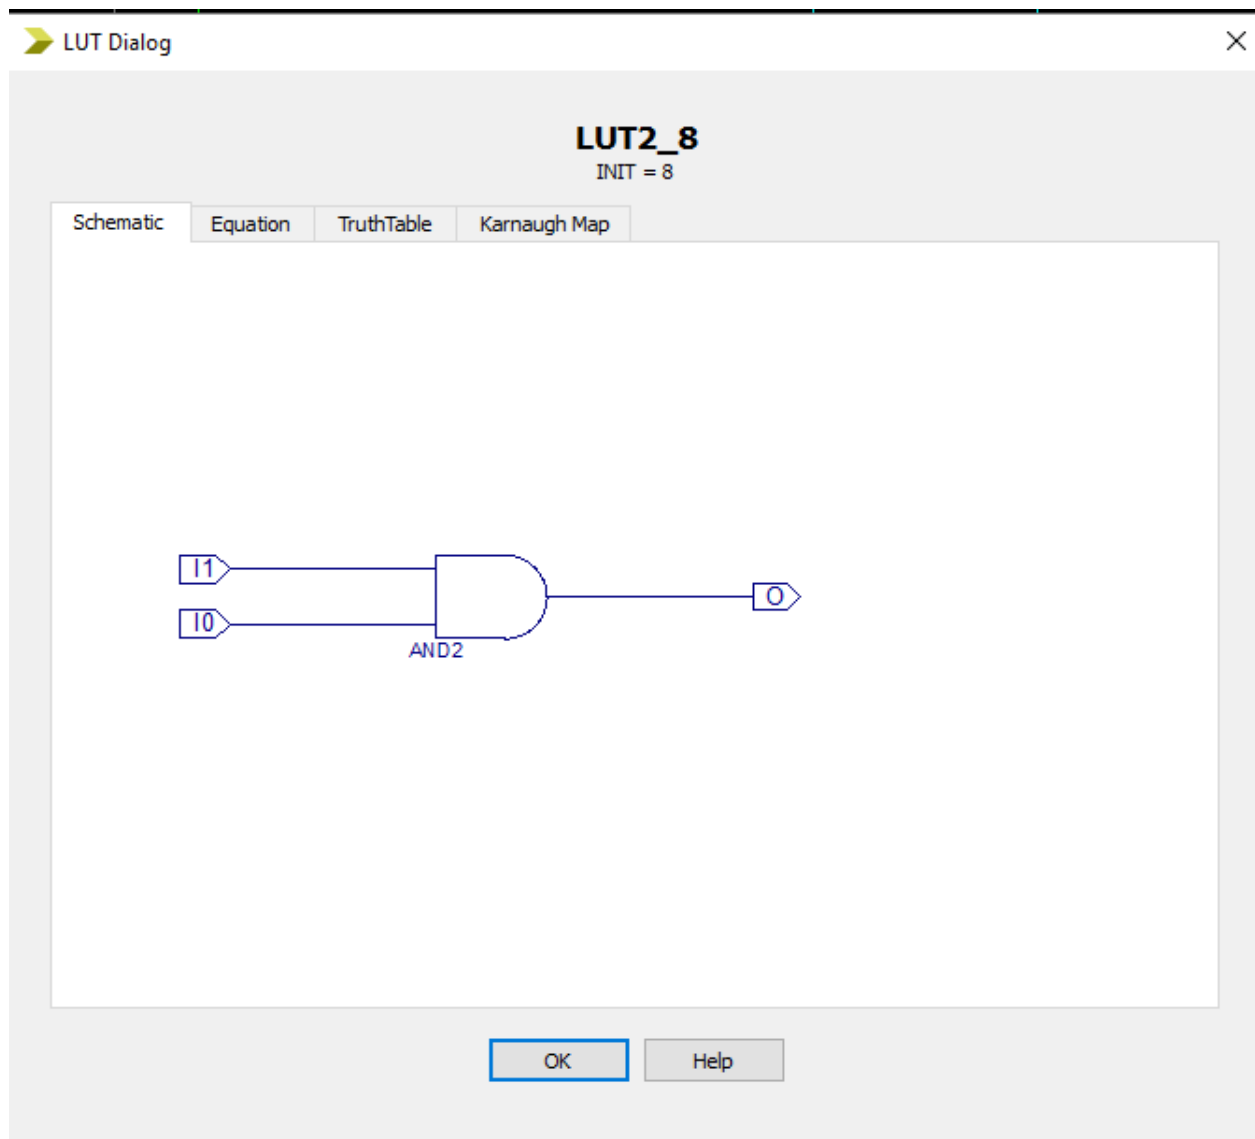 LUT Dialog
LUT2_8
INIT = 8
Schematic Equation TruthTable Karnaugh Map
I1
I0
O
AND2
OK Help